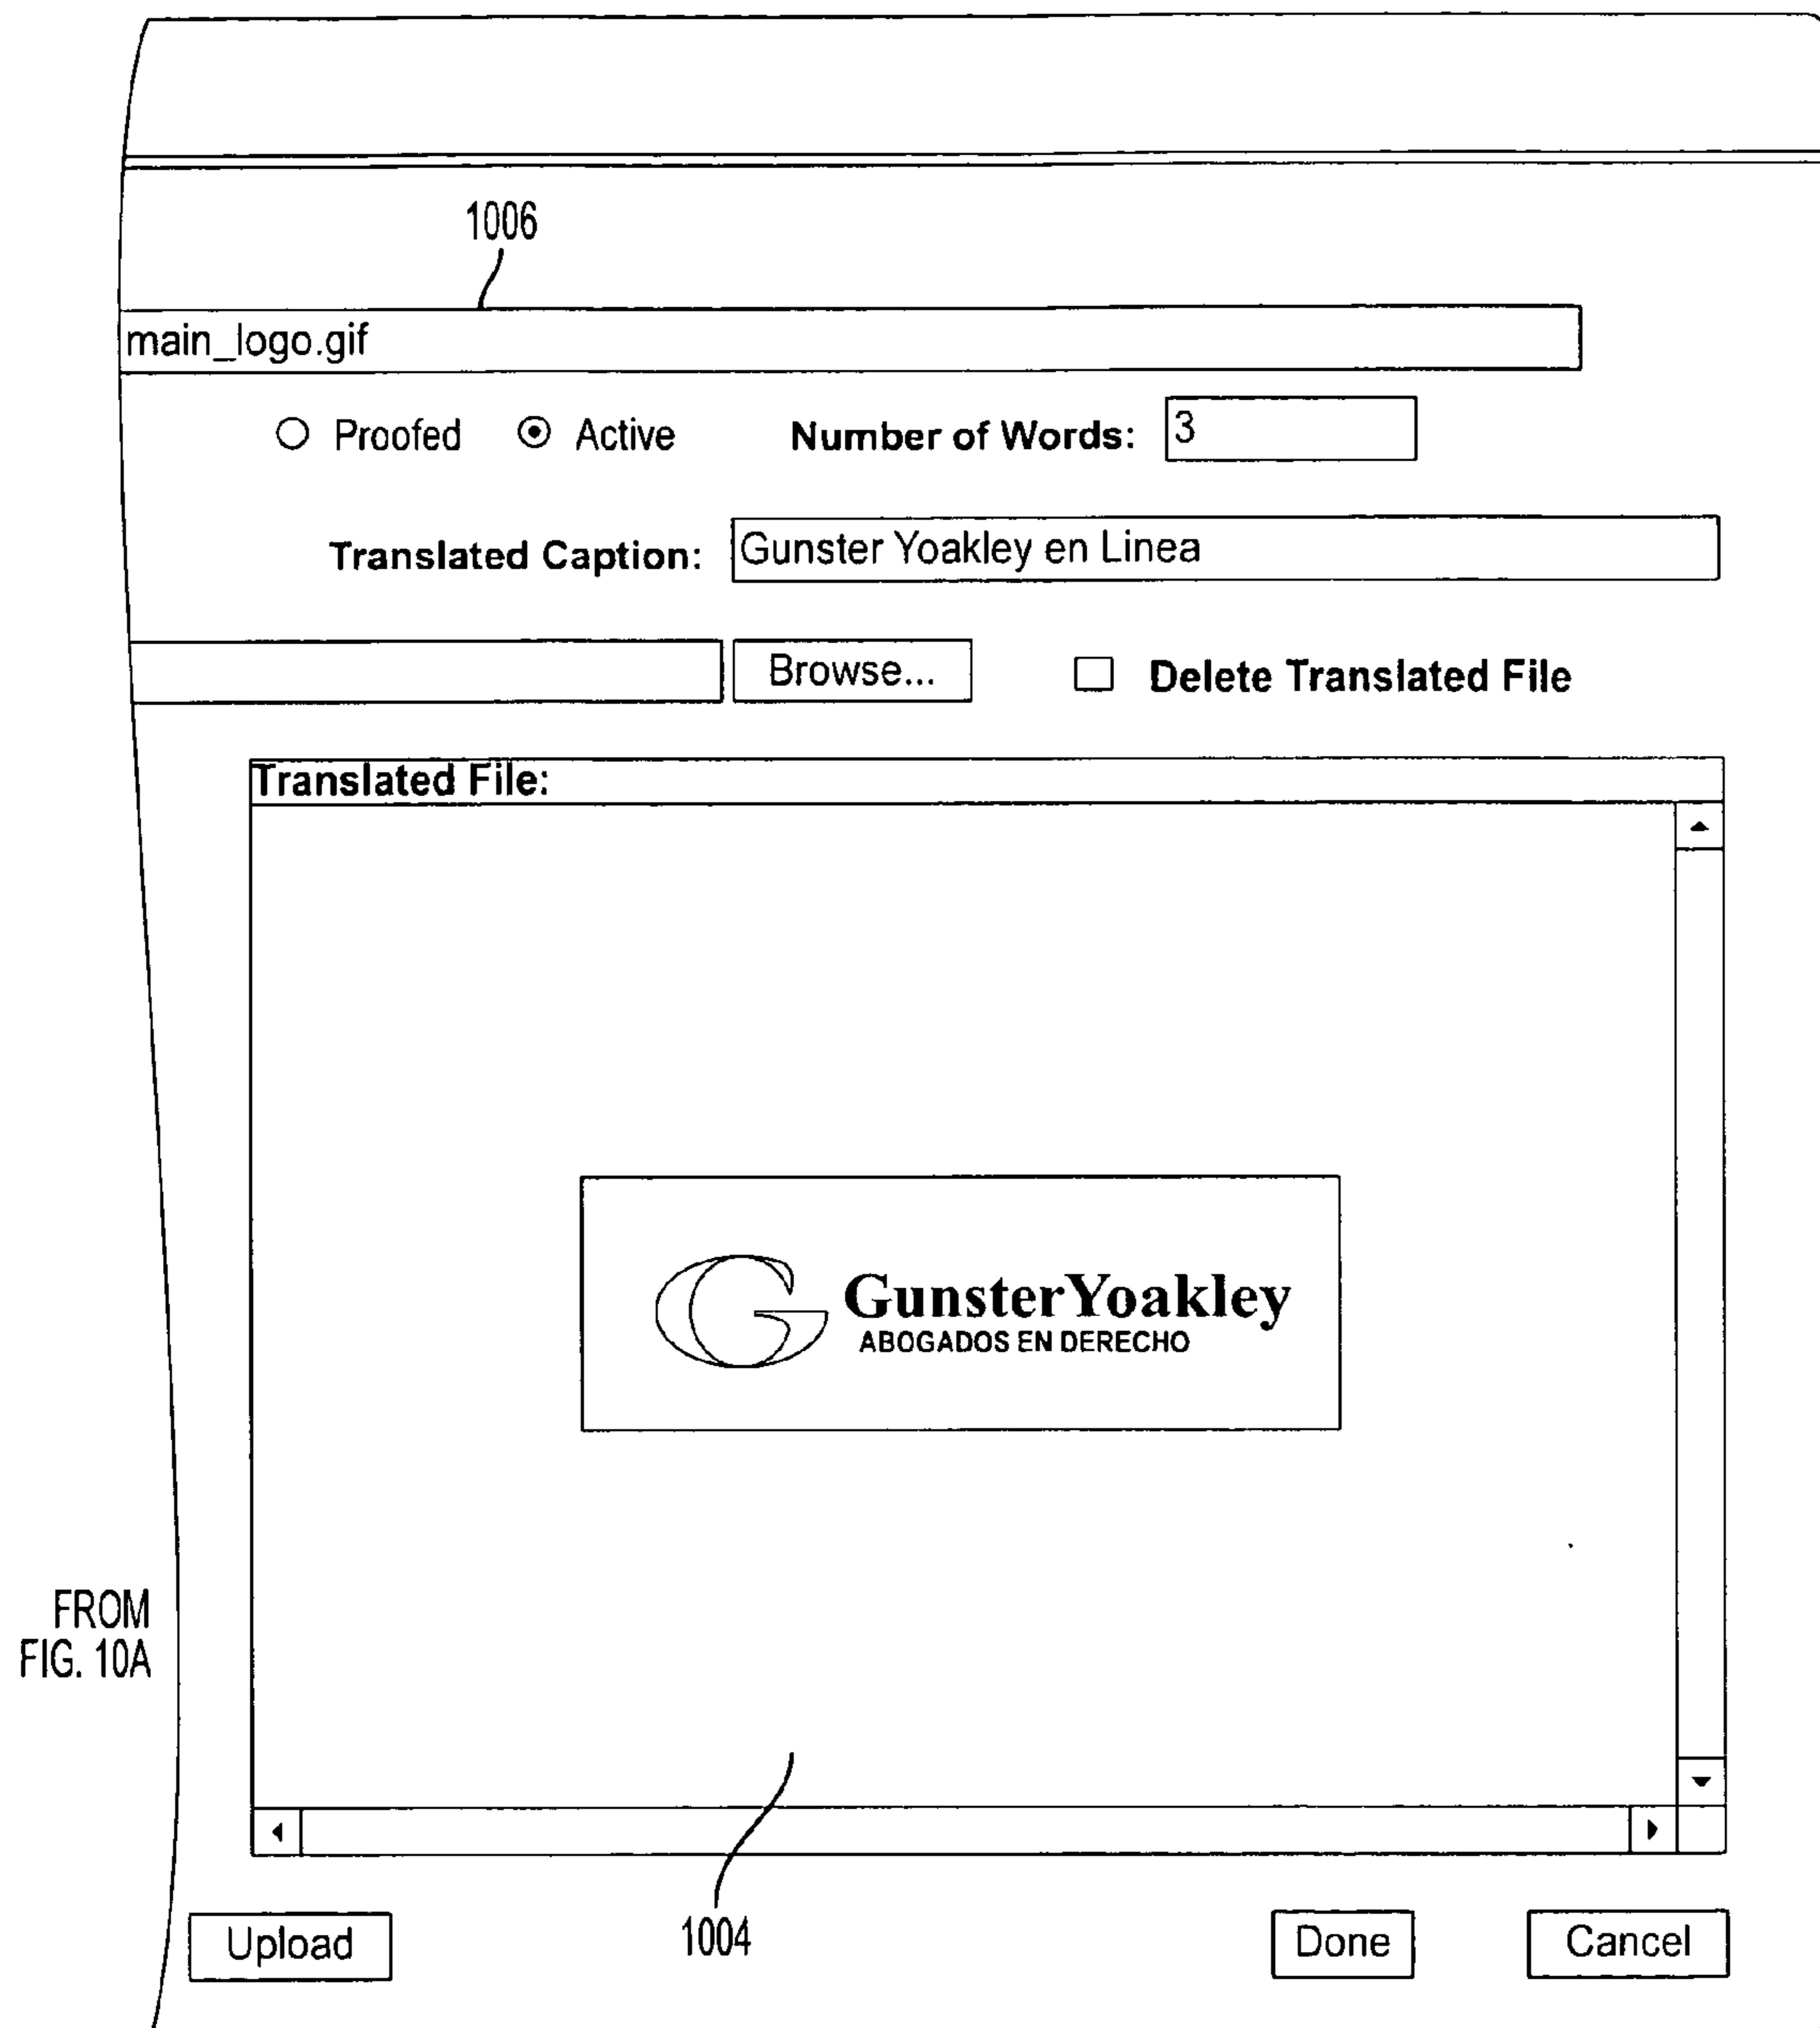 1006
main_logo.gif
Proofed Active Number of Words: 3
Translated Caption: Gunster Yoakley en Linea
Browse... Delete Translated File
Translated File:
G GunsterYoakley
ABOGADOS EN DERECHO
FROM
FIG. 10A
1004
Upload Done Cancel